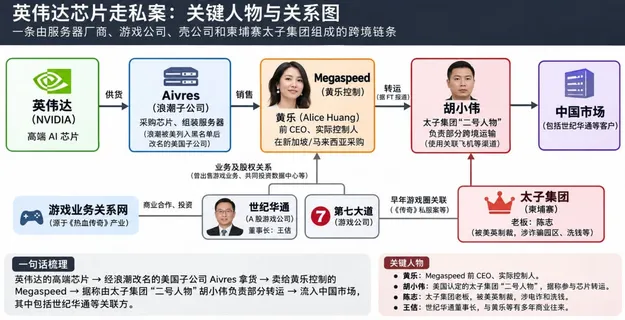 英伟达芯片走私案：关键人物与关系图
一条由服务器厂商、游戏公司、壳公司和柬埔寨太子集团组成的跨境链条
英伟达
(NVIDIA)
高端 AI 芯片
供货
Aivres
(浪潮子公司)
采购芯片、组装服务器
(浪潮被美列入黑名单后
改名的美国子公司)
销售
Megaspeed
(黄乐控制)
黄乐 (Alice Huang)
前 CEO、实际控制人
在新加坡/马来西亚采购
转运
(据 FT 报道)
胡小伟
太子集团“二号人物”
负责部分跨境运输
(使用关联飞机等渠道)
中国市场
(包括世纪华通等客户)
业务及股权关系
(曾出售游戏业务、共同投资数据中心等)
游戏业务关系网
(源于《热血传奇》产业)
商业合作、投资
世纪华通
(A 股游戏公司)
董事长：王佶
7
第七大道
(游戏公司)
早年游戏圈关联
(《传奇》私服案等)
太子集团
(柬埔寨)
老板：陈志
(被美英制裁，涉诈骗园区、洗钱等)
一句话梳理
英伟达的高端芯片 → 经浪潮改名的美国子公司 Aivres 拿货 → 卖给黄乐控制的
Megaspeed → 据称由太子集团“二号人物”胡小伟负责部分转运 → 流入中国市场，
其中包括世纪华通等关联方。
关键人物
• 黄乐：Megaspeed 前 CEO、实际控制人。
• 胡小伟：美国认定的太子集团“二号人物”，据称参与芯片转运。
• 陈志：太子集团老板，被美英制裁，涉电诈和洗钱。
• 王佶：世纪华通董事长，与黄乐等有多年商业往来。